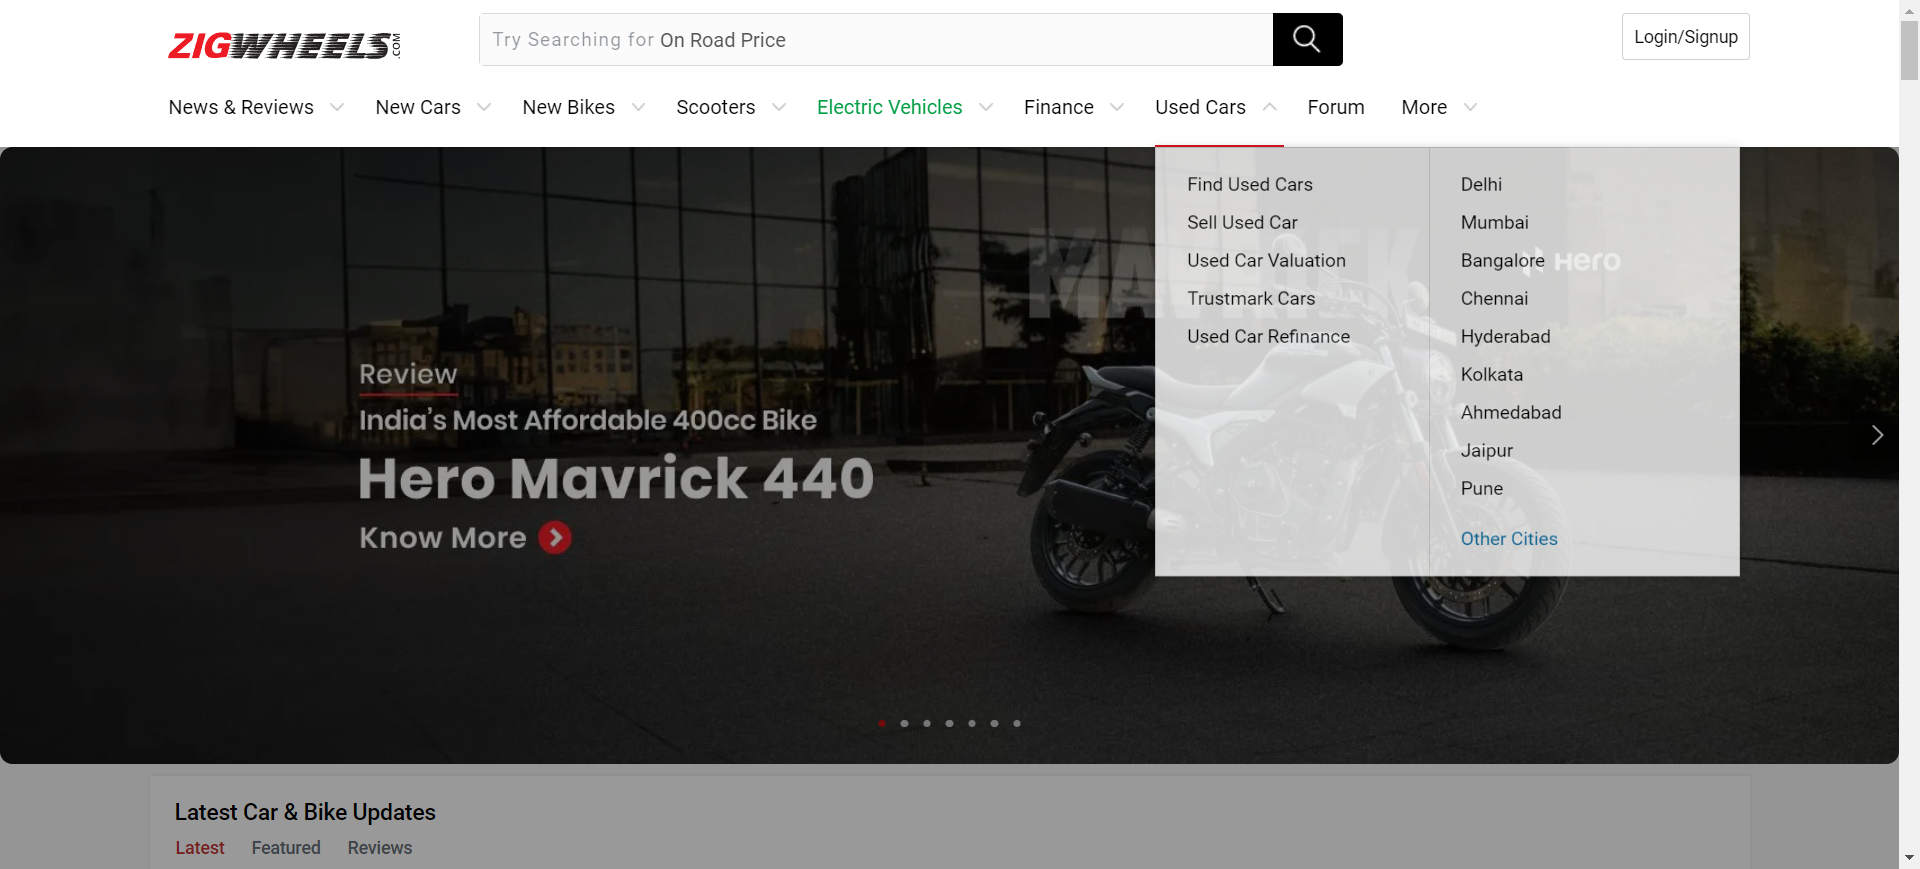 ZIGWHEELS.COM
Try Searching for On Road Price
Login/Signup
News & Reviews
New Cars
New Bikes
Scooters
Electric Vehicles
Finance
Used Cars
Forum
More
Find Used Cars
Sell Used Car
Used Car Valuation
Trustmark Cars
Used Car Refinance
Delhi
Mumbai
Bangalore
Chennai
Hyderabad
Kolkata
Ahmedabad
Jaipur
Pune
Other Cities
MAVRICK
Hero
Review
India's Most Affordable 400cc Bike
Hero Mavrick 440
Know More
Latest Car & Bike Updates
Latest
Featured
Reviews